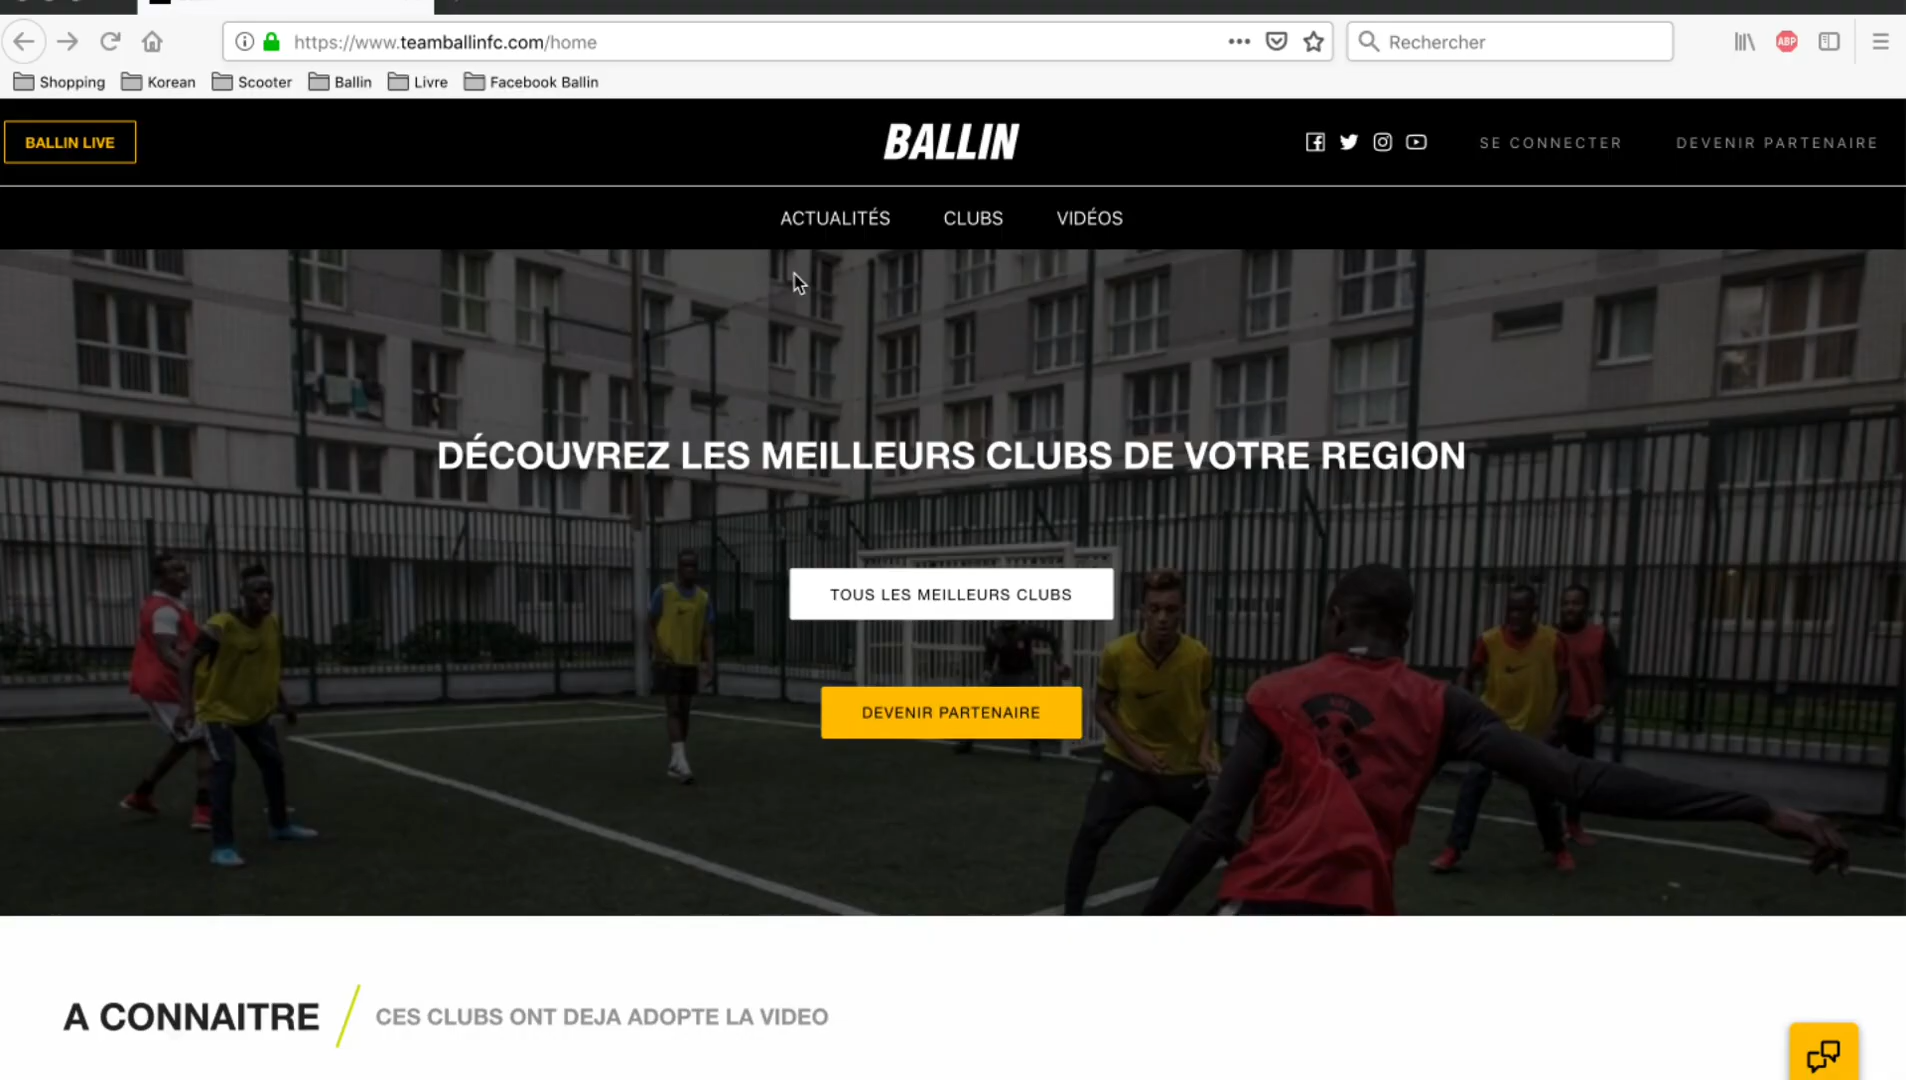 https://www.teamballinfc.com/home
Rechercher
ABP
Shopping
Korean
Scooter
Ballin
Livre
Facebook Ballin
BALLIN LIVE
BALLIN
SE CONNECTER
DEVENIR PARTENAIRE
ACTUALITÉS
CLUBS
VIDÉOS
DÉCOUVREZ LES MEILLEURS CLUBS DE VOTRE REGION
TOUS LES MEILLEURS CLUBS
DEVENIR PARTENAIRE
A CONNAITRE
CES CLUBS ONT DEJA ADOPTE LA VIDEO